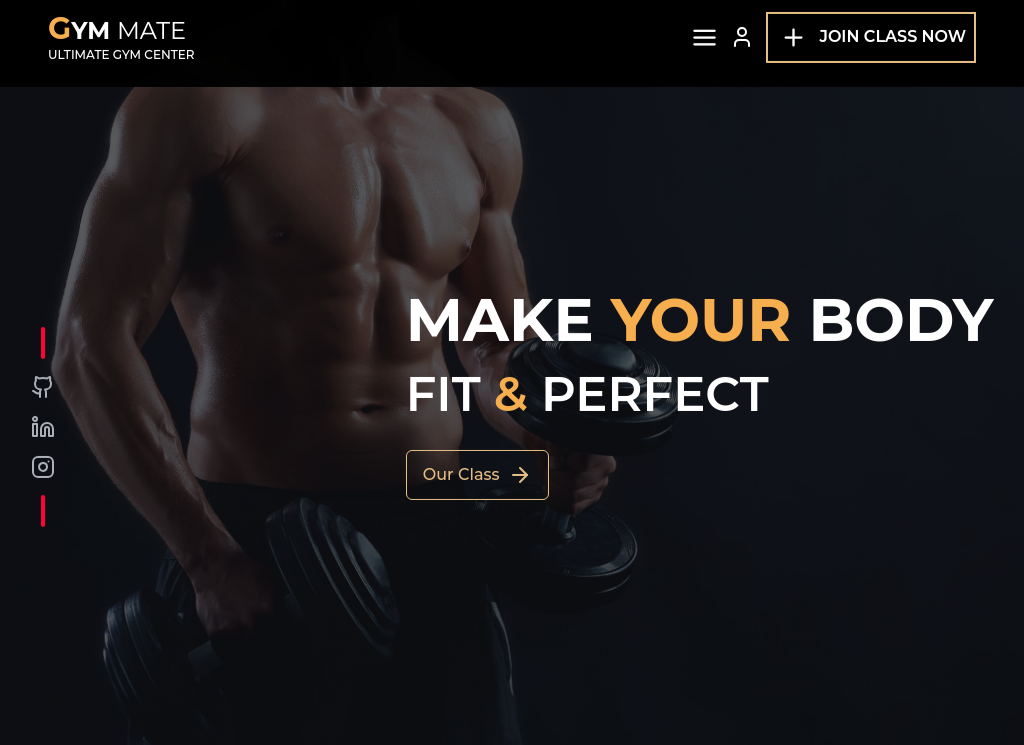 GYM MATE
ULTIMATE GYM CENTER
JOIN CLASS NOW
MAKE YOUR BODY
FIT & PERFECT
Our Class